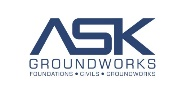 ASK
GROUNDWORKS
FOUNDATIONS • CIVILS • GROUNDWORKS